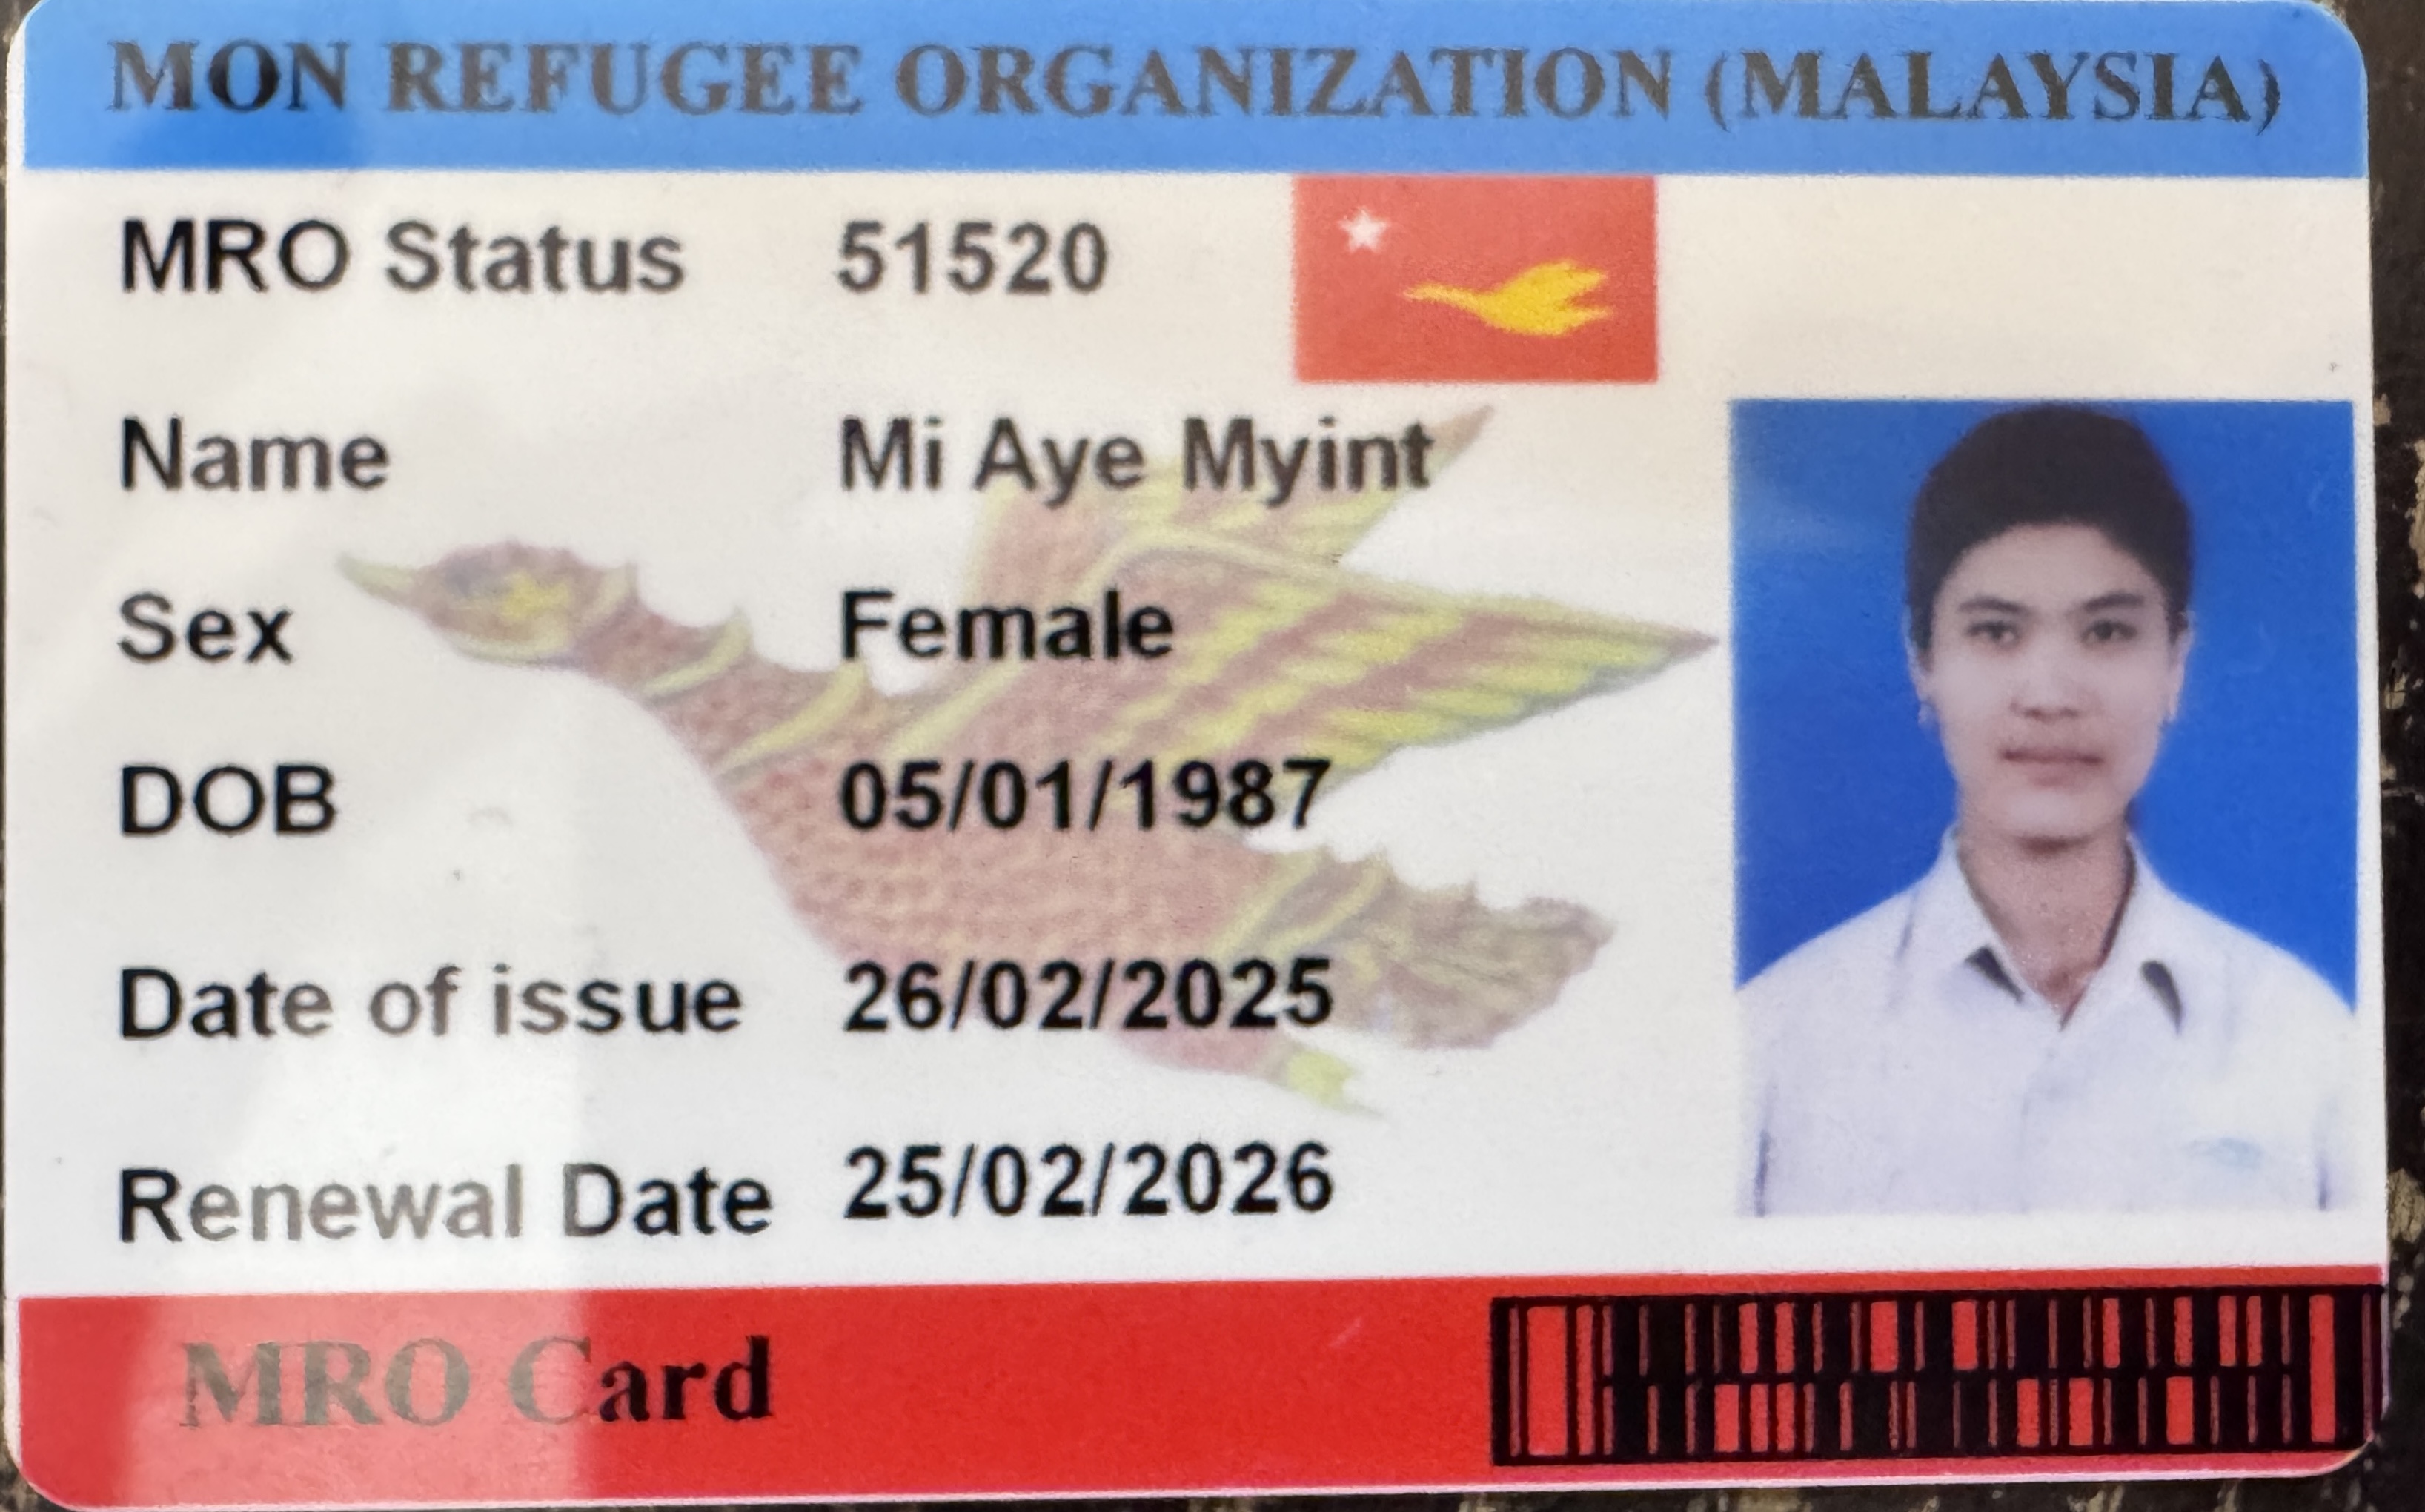 MON REFUGEE ORGANIZATION (MALAYSIA)
MRO Status 51520
Name Mi Aye Myint
Sex Female
DOB 05/01/1987
Date of issue 26/02/2025
Renewal Date 25/02/2026
MRO Card